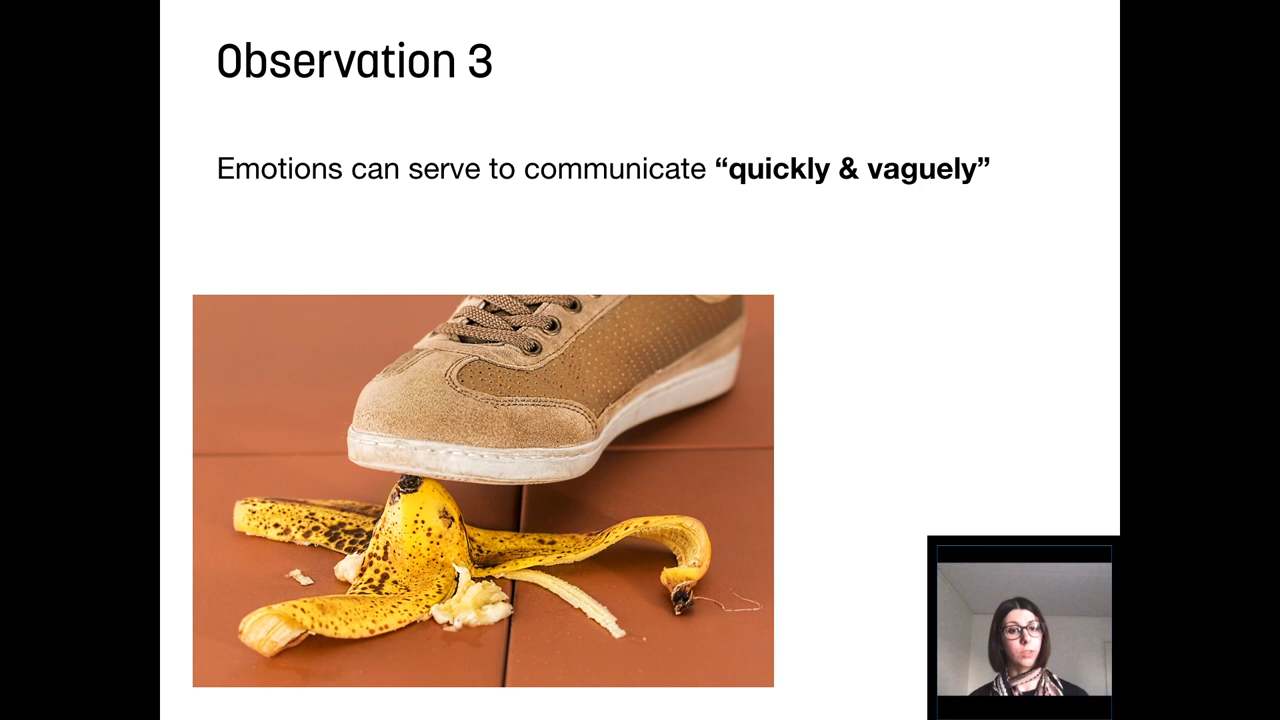 Observation 3
Emotions can serve to communicate “quickly & vaguely”